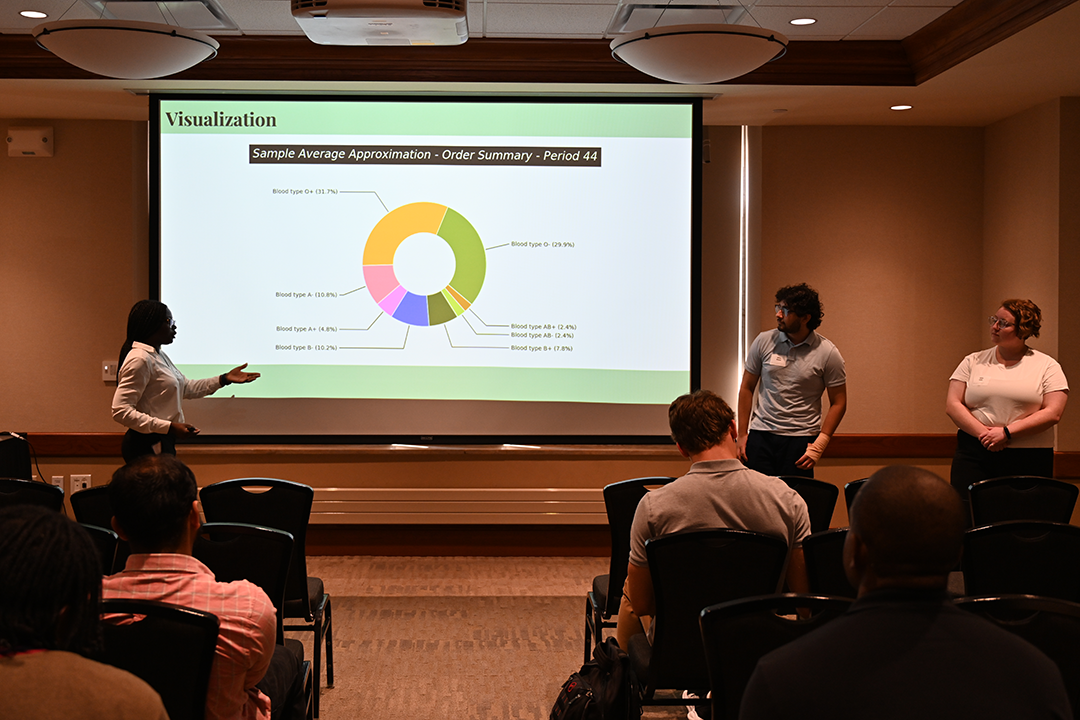 Visualization
Sample Average Approximation - Order Summary - Period 44
Blood type O+ (31.7%)
Blood type O- (29.9%)
Blood type A- (10.8%)
Blood type A+ (4.8%)
Blood type AB+ (2.4%)
Blood type AB- (2.4%)
Blood type B- (10.2%)
Blood type B+ (7.8%)